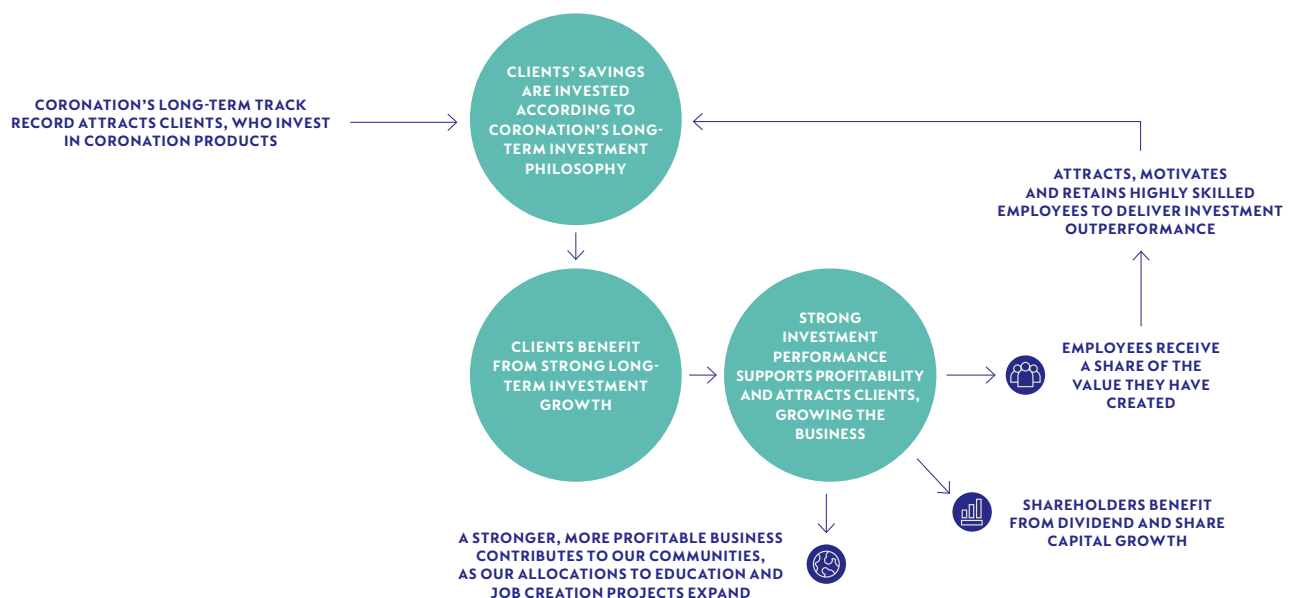 CORONATION'S LONG-TERM TRACK
RECORD ATTRACTS CLIENTS, WHO INVEST
IN CORONATION PRODUCTS
CLIENTS' SAVINGS
ARE INVESTED
ACCORDING TO
CORONATION'S LONG-
TERM INVESTMENT
PHILOSOPHY
ATTRACTS, MOTIVATES
AND RETAINS HIGHLY SKILLED
EMPLOYEES TO DELIVER INVESTMENT
OUTPERFORMANCE
CLIENTS BENEFIT
FROM STRONG LONG-
TERM INVESTMENT
GROWTH
STRONG
INVESTMENT
PERFORMANCE
SUPPORTS PROFITABILITY
AND ATTRACTS CLIENTS,
GROWING THE
BUSINESS
EMPLOYEES RECEIVE
A SHARE OF THE
VALUE THEY HAVE
CREATED
SHAREHOLDERS BENEFIT
FROM DIVIDEND AND SHARE
CAPITAL GROWTH
A STRONGER, MORE PROFITABLE BUSINESS
CONTRIBUTES TO OUR COMMUNITIES,
AS OUR ALLOCATIONS TO EDUCATION AND
JOB CREATION PROJECTS EXPAND